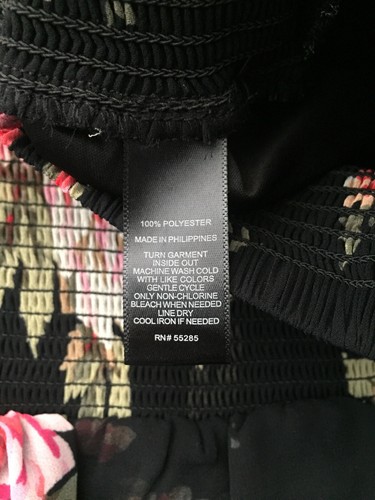 100% POLYESTER
MADE IN PHILIPPINES
TURN GARMENT
INSIDE OUT
MACHINE WASH COLD
WITH LIKE COLORS
GENTLE CYCLE
ONLY NON-CHLORINE
BLEACH WHEN NEEDED
LINE DRY
COOL IRON IF NEEDED
RN# 55285